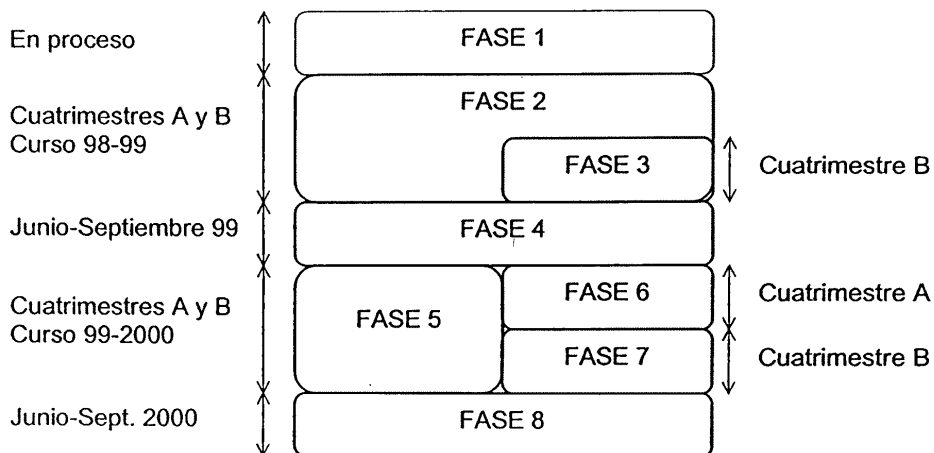 En proceso
FASE 1
Cuatrimestres A y B
Curso 98-99
FASE 2
FASE 3
Cuatrimestre B
Junio-Septiembre 99
FASE 4
Cuatrimestres A y B
Curso 99-2000
FASE 5
FASE 6
Cuatrimestre A
FASE 7
Cuatrimestre B
Junio-Sept. 2000
FASE 8